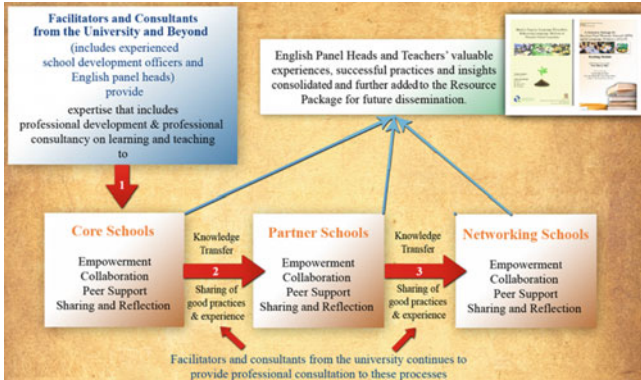 Facilitators and Consultants
from the University and Beyond
(includes experienced
school development officers and
English panel heads)
provide
expertise that includes
professional development & professional
consultancy on learning and teaching
to
English Panel Heads and Teachers' valuable
experiences, successful practices and insights
consolidated and further added to the Resource
Package for future dissemination.
1
Core Schools
Empowerment
Collaboration
Peer Support
Sharing and Reflection
Knowledge
Transfer
2
Sharing of
good practices
& experience
Partner Schools
Empowerment
Collaboration
Peer Support
Sharing and Reflection
Knowledge
Transfer
3
Sharing of
good practices
& experience
Networking Schools
Empowerment
Collaboration
Peer Support
Sharing and Reflection
Facilitators and consultants from the university continues to
provide professional consultation to these processes